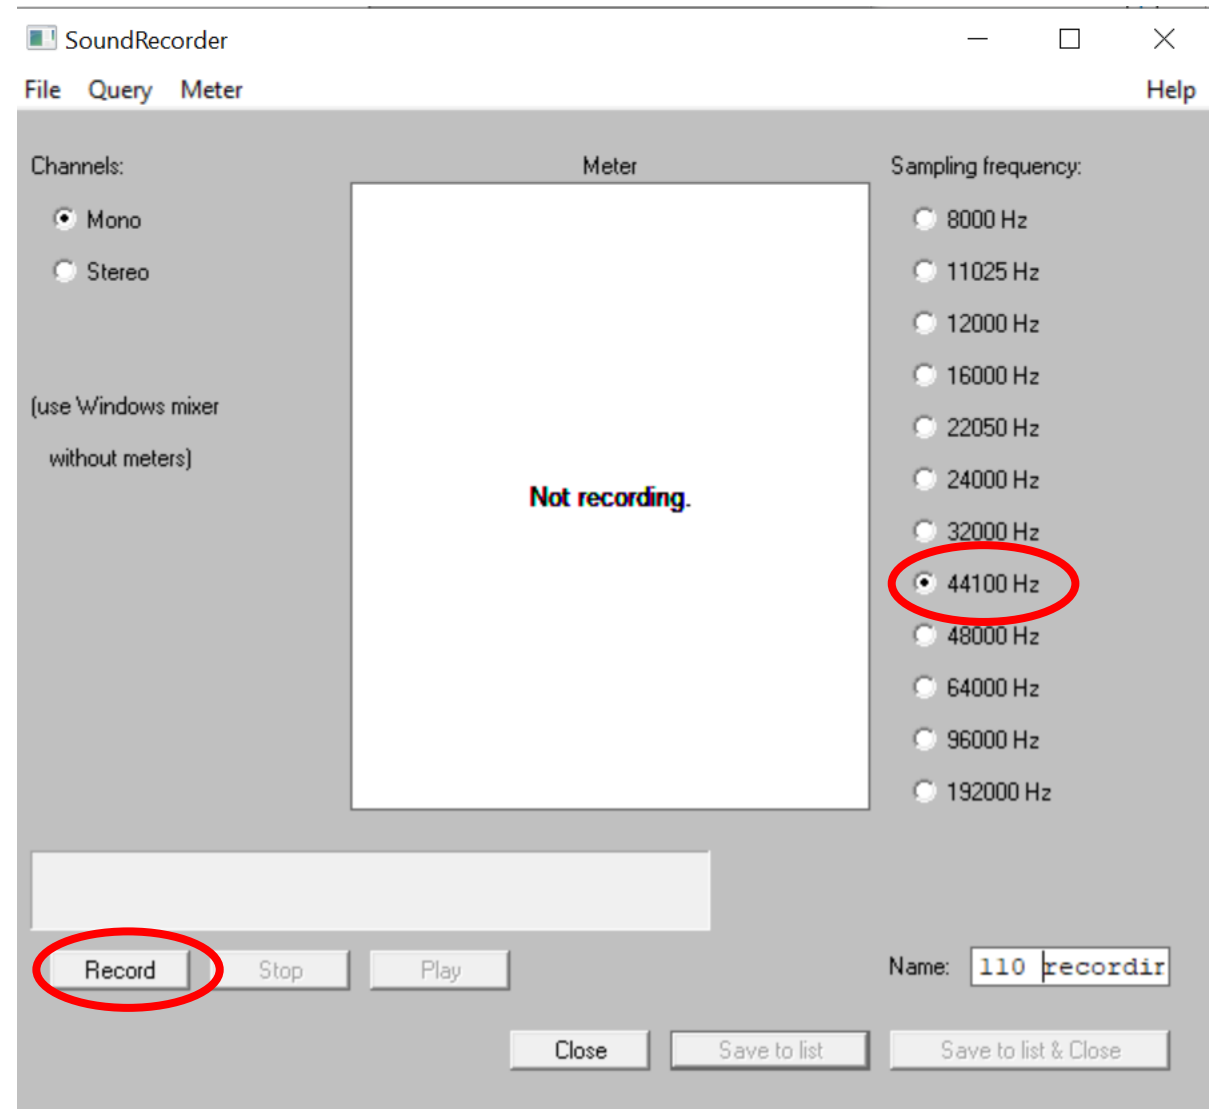 SoundRecorder
File Query Meter Help
Channels:
Mono
Stereo
(use Windows mixer
without meters)
Meter
Not recording.
Sampling frequency:
8000 Hz
11025 Hz
12000 Hz
16000 Hz
22050 Hz
24000 Hz
32000 Hz
44100 Hz
48000 Hz
64000 Hz
96000 Hz
192000 Hz
Record Stop Play
Name: 110 recordin
Close Save to list Save to list & Close